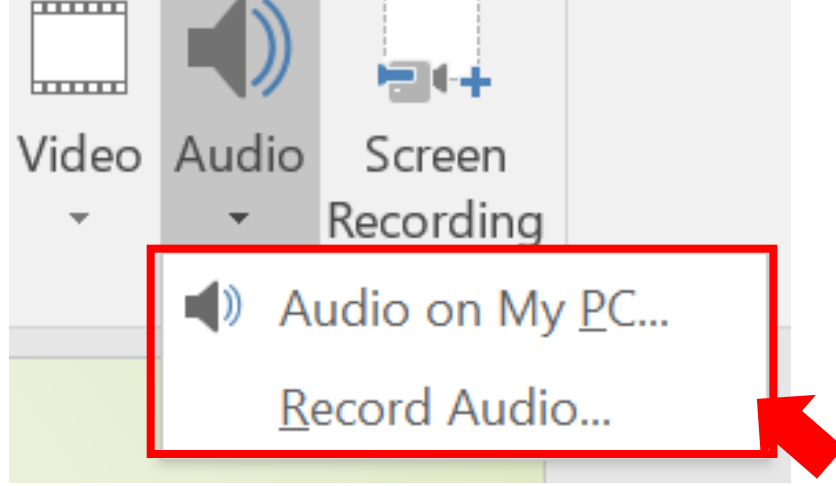 Video
Audio
Screen
Recording
Audio on My PC...
Record Audio...